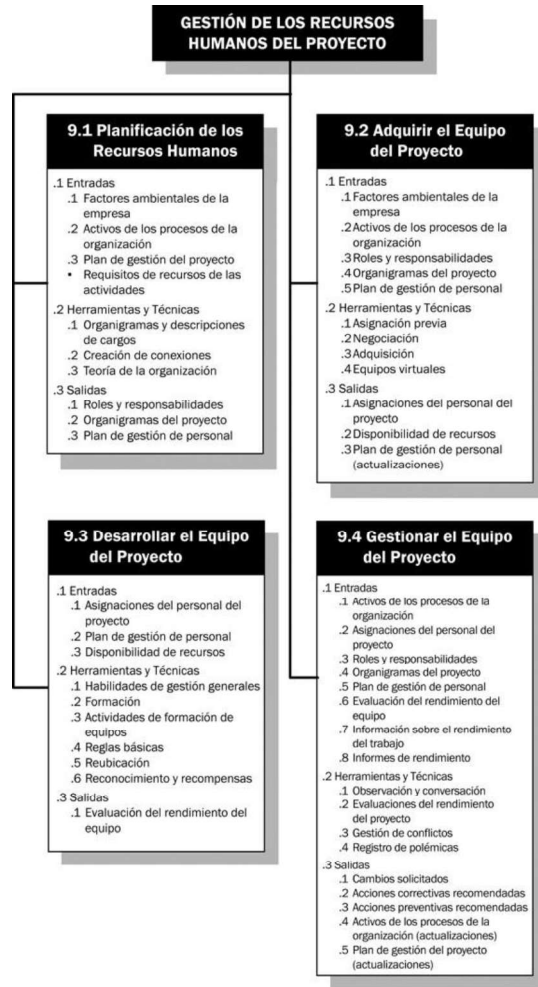 GESTIÓN DE LOS RECURSOS
HUMANOS DEL PROYECTO
9.1 Planificación de los
Recursos Humanos
.1 Entradas
.1 Factores ambientales de la
empresa
.2 Activos de los procesos de la
organización
.3 Plan de gestión del proyecto
• Requisitos de recursos de las
actividades
.2 Herramientas y Técnicas
.1 Organigramas y descripciones
de cargos
.2 Creación de conexiones
.3 Teoría de la organización
.3 Salidas
.1 Roles y responsabilidades
.2 Organigramas del proyecto
.3 Plan de gestión de personal
9.2 Adquirir el Equipo
del Proyecto
.1 Entradas
.1 Factores ambientales de la
empresa
.2 Activos de los procesos de la
organización
.3 Roles y responsabilidades
.4 Organigramas del proyecto
.5 Plan de gestión de personal
.2 Herramientas y Técnicas
.1 Asignación previa
.2 Negociación
.3 Adquisición
.4 Equipos virtuales
.3 Salidas
.1 Asignaciones del personal del
proyecto
.2 Disponibilidad de recursos
.3 Plan de gestión de personal
(actualizaciones)
9.3 Desarrollar el Equipo
del Proyecto
.1 Entradas
.1 Asignaciones del personal del
proyecto
.2 Plan de gestión de personal
.3 Disponibilidad de recursos
.2 Herramientas y Técnicas
.1 Habilidades de gestión generales
.2 Formación
.3 Actividades de formación de
equipos
.4 Reglas básicas
.5 Reubicación
.6 Reconocimiento y recompensas
.3 Salidas
.1 Evaluación del rendimiento del
equipo
9.4 Gestionar el Equipo
del Proyecto
.1 Entradas
.1 Activos de los procesos de la
organización
.2 Asignaciones del personal del
proyecto
.3 Roles y responsabilidades
.4 Organigramas del proyecto
.5 Plan de gestión de personal
.6 Evaluación del rendimiento del
equipo
.7 Información sobre el rendimiento
del trabajo
.8 Informes de rendimiento
.2 Herramientas y Técnicas
.1 Observación y conversación
.2 Evaluaciones del rendimiento
del proyecto
.3 Gestión de conflictos
.4 Registro de polémicas
.3 Salidas
.1 Cambios solicitados
.2 Acciones correctivas recomendadas
.3 Acciones preventivas recomendadas
.4 Activos de los procesos de la
organización (actualizaciones)
.5 Plan de gestión del proyecto
(actualizaciones)